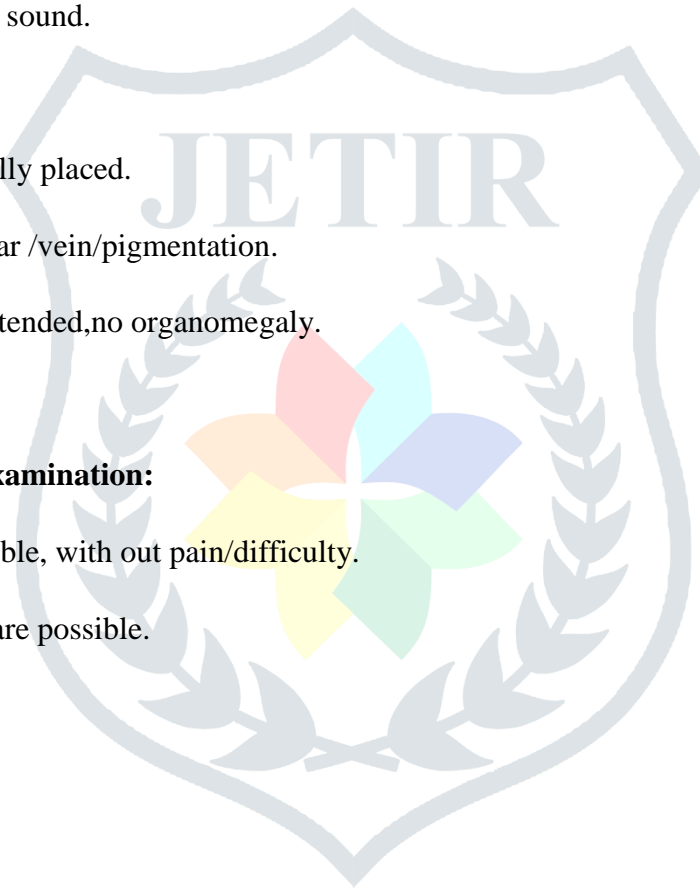 sound.
JETIR
lly placed.
ar /vein/pigmentation.
tended,no organomegaly.
xamination:
ble, with out pain/difficulty.
are possible.